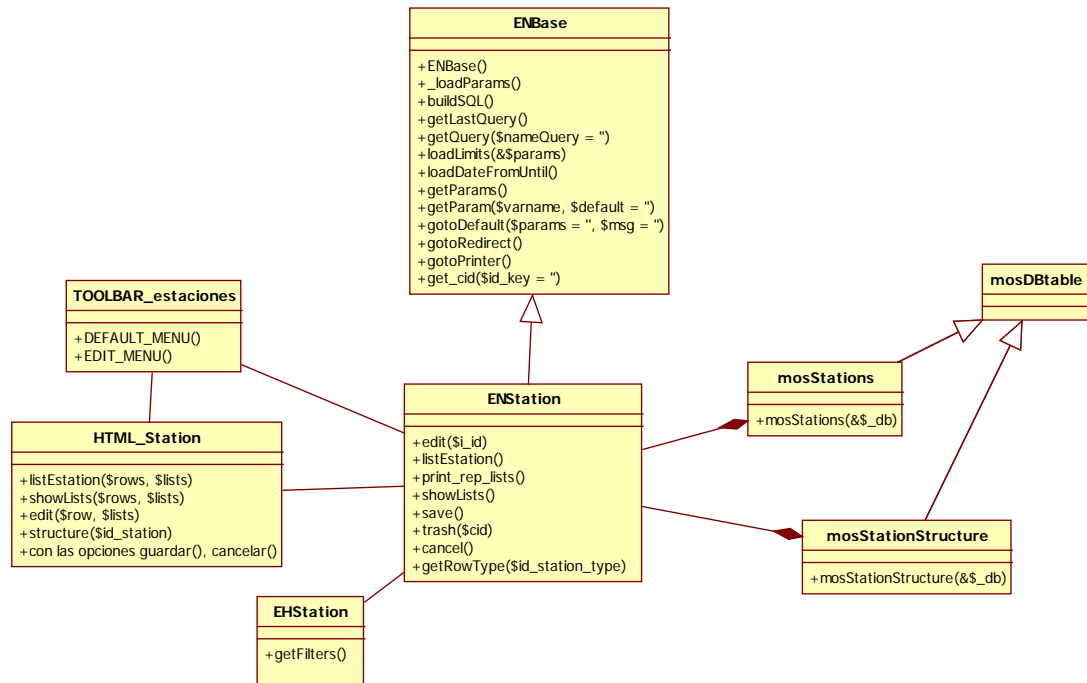 ENBase
+ENBase()
+_loadParams()
+buildSQL()
+getLastQuery()
+getQuery($nameQuery = '')
+loadLimits(&$params)
+loadDateFromUntil()
+getParams()
+getParam($varname, $default = '')
+gotoDefault($params = '', $msg = '')
+gotoRedirect()
+gotoPrinter()
+get_cid($id_key = '')
mosDBtable
TOOLBAR_estaciones
+DEFAULT_MENU()
+EDIT_MENU()
mosStations
+mosStations(&$_db)
ENStation
+edit($i_id)
+listEstation()
+print_rep_lists()
+showLists()
+save()
+trash($cid)
+cancel()
+getRowType($id_station_type)
HTML_Station
+listEstation($rows, $lists)
+showLists($rows, $lists)
+edit($row, $lists)
+structure($id_station)
+con las opciones guardar(), cancelar()
mosStationStructure
+mosStationStructure(&$_db)
EHStation
+getFilters()